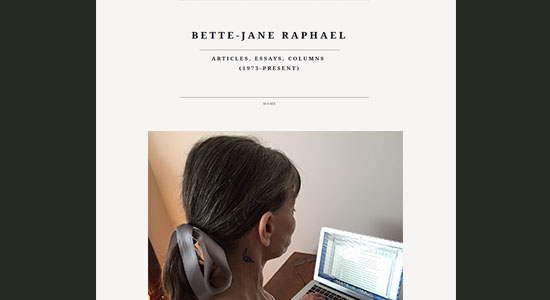 BETTE-JANE RAPHAEL
ARTICLES, ESSAYS, COLUMNS
(1973-PRESENT)
HOME